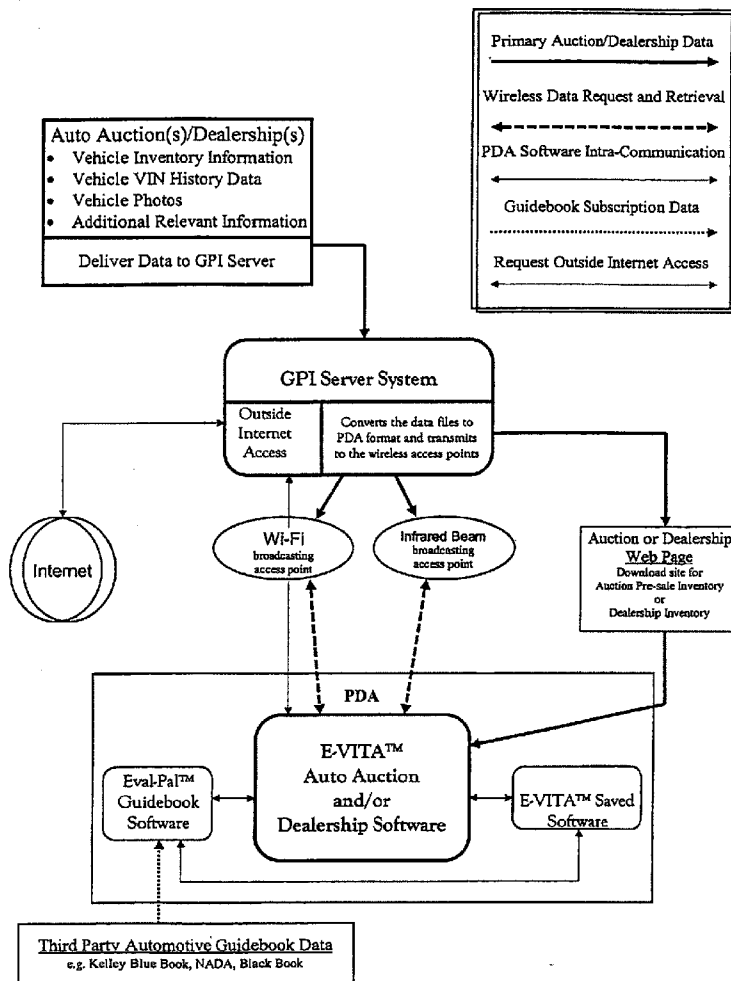 Primary Auction/Dealership Data
Wireless Data Request and Retrieval
PDA Software Intra-Communication
Guidebook Subscription Data
Request Outside Internet Access
Auto Auction(s)/Dealership(s)
• Vehicle Inventory Information
• Vehicle VIN History Data
• Vehicle Photos
• Additional Relevant Information
Deliver Data to GPI Server
GPI Server System
Outside
Internet
Access
Converts the data files to
PDA format and transmits
to the wireless access points
Internet
Wi-Fi
broadcasting
access point
Infrared Beam
broadcasting
access point
Auction or Dealership
Web Page
Download site for
Auction Pre-sale Inventory
or
Dealership Inventory
PDA
E-VITA™
Auto Auction
and/or
Dealership Software
Eval-Pal™
Guidebook
Software
E-VITA™ Saved
Software
Third Party Automotive Guidebook Data
e.g. Kelley Blue Book, NADA, Black Book